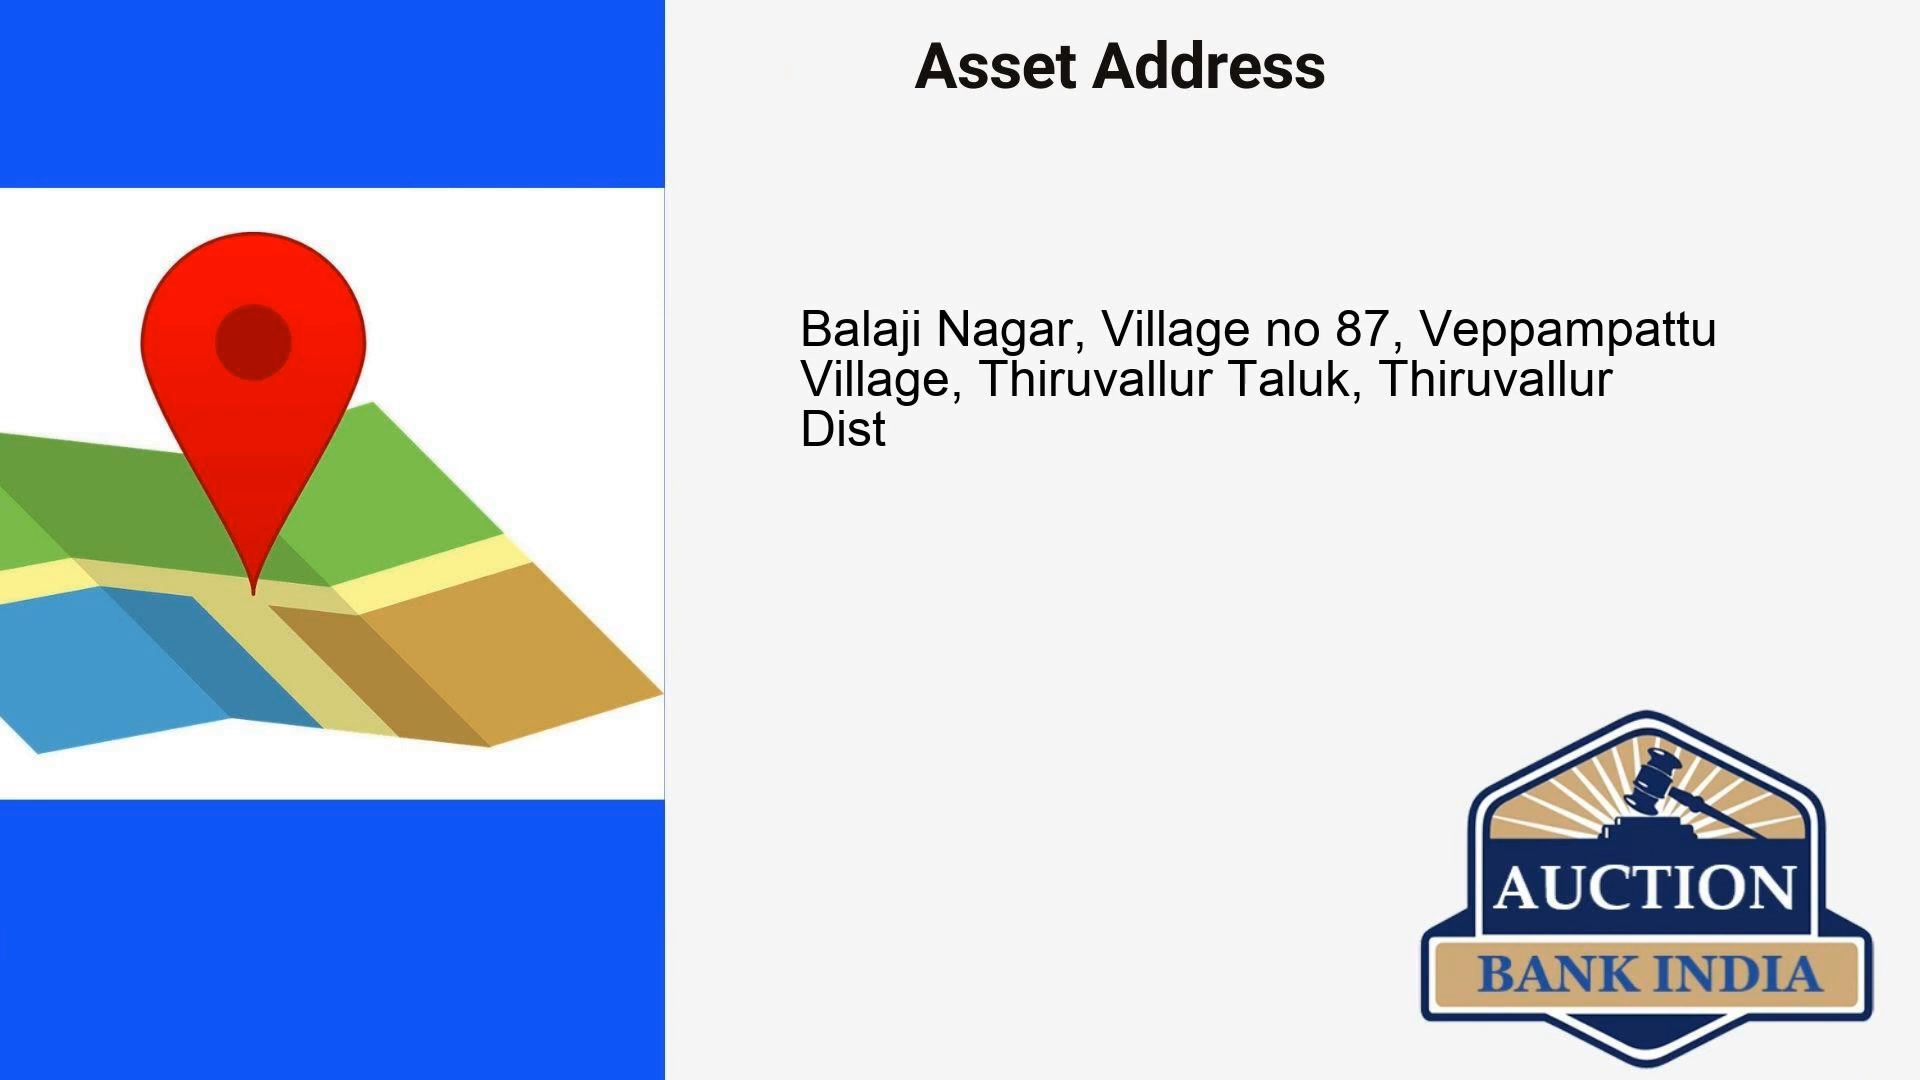 Asset Address
Balaji Nagar, Village no 87, Veppampattu
Village, Thiruvallur Taluk, Thiruvallur
Dist
AUCTION
BANK INDIA